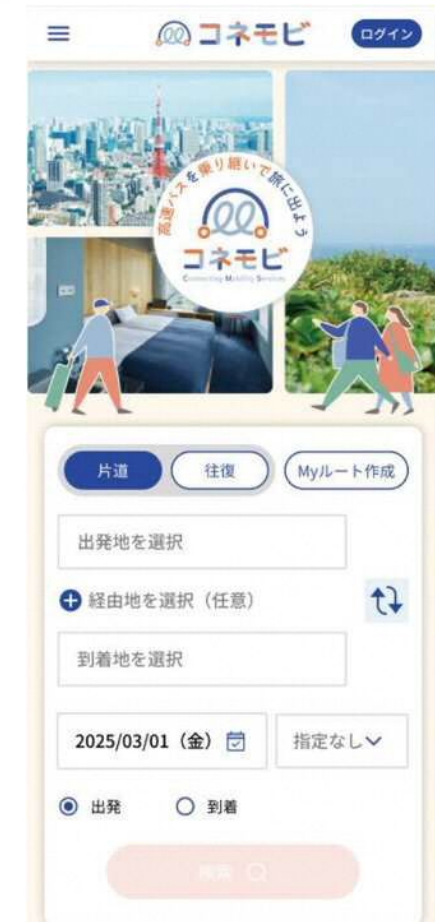 コネモビ
ログイン
高速バスを乗り継いで旅に出よう
コネモビ
Connecting Mobility Services
片道
往復
Myルート作成
出発地を選択
経由地を選択（任意）
到着地を選択
2025/03/01（金）
指定なし
出発
到着
検索